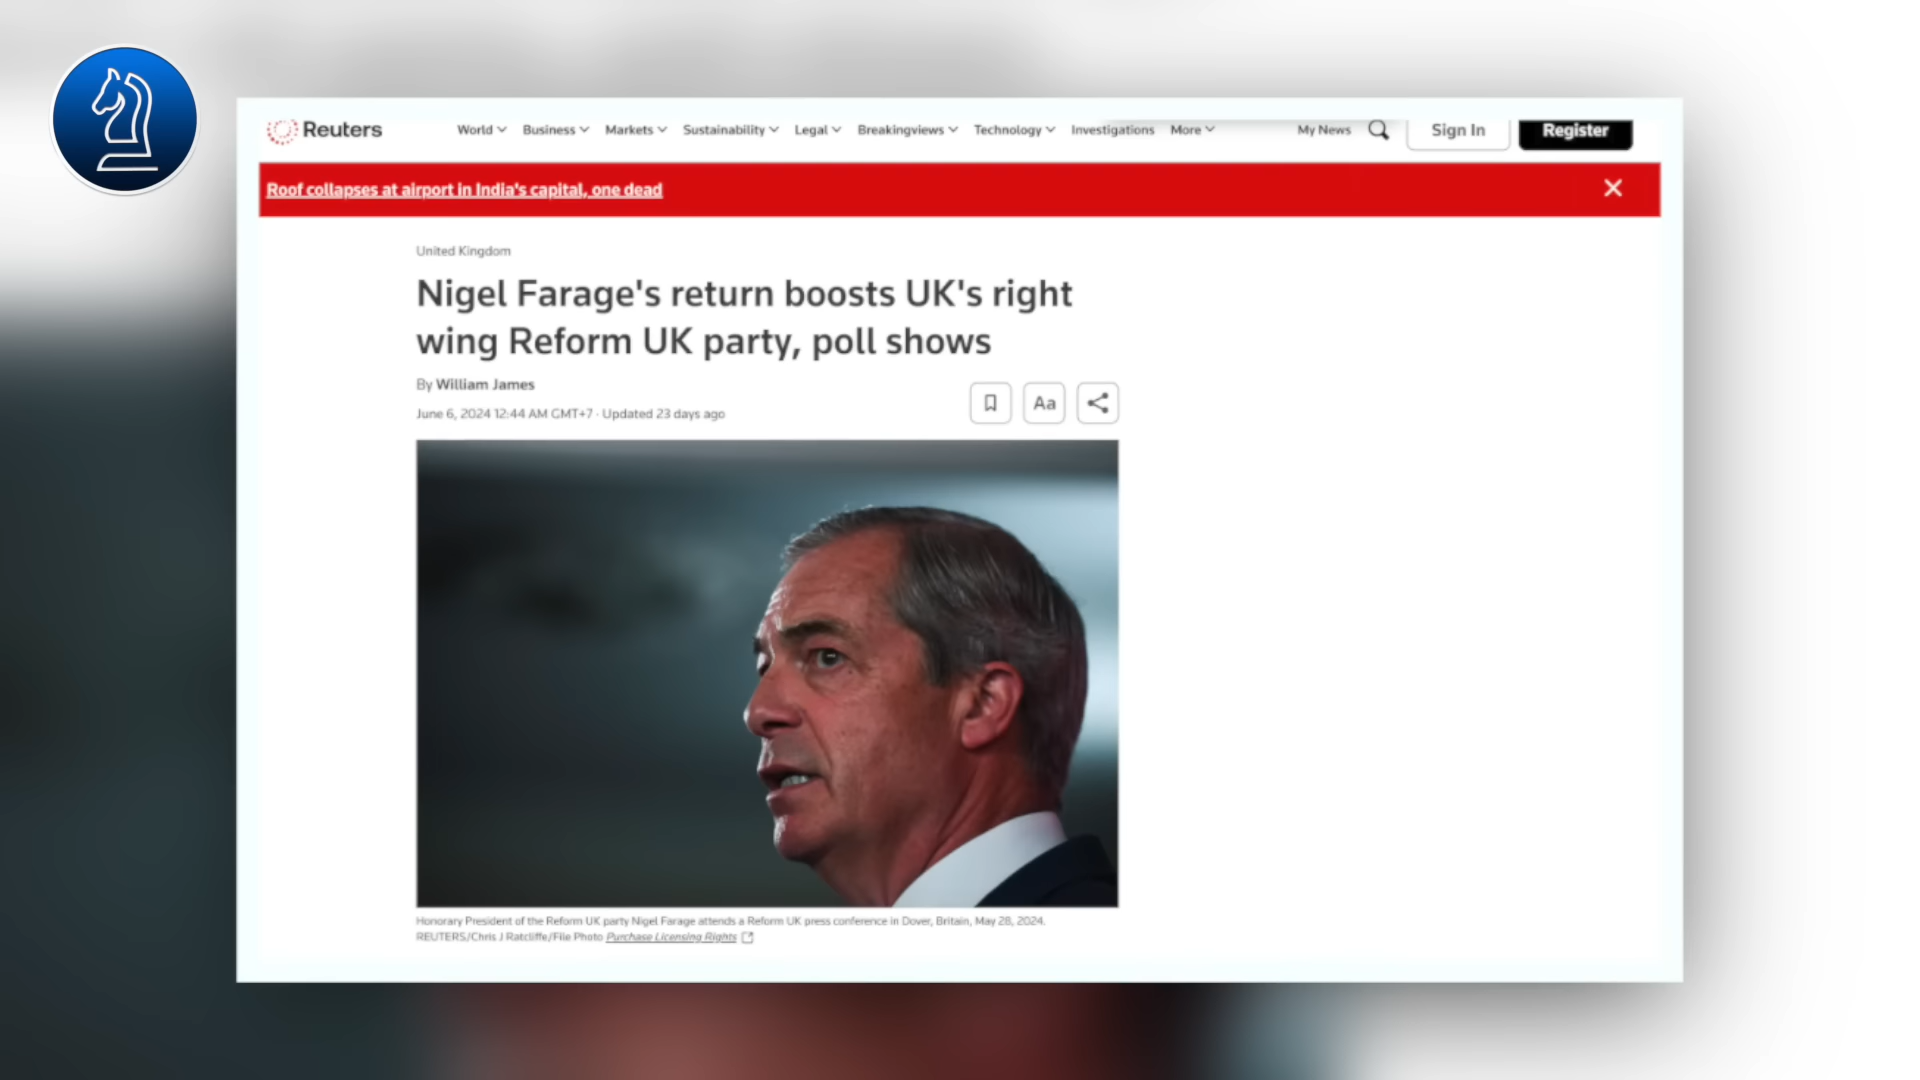 Reuters World Business Markets Sustainability Legal Breakingviews Technology Investigations More My News Sign In Register
Roof collapses at airport in India's capital, one dead
United Kingdom
Nigel Farage's return boosts UK's right
wing Reform UK party, poll shows
By William James
June 6, 2024 12:44 AM GMT+7 · Updated 23 days ago
Aa
Honorary President of the Reform UK party Nigel Farage attends a Reform UK press conference in Dover, Britain, May 28, 2024.
REUTERS/Chris J Ratcliffe/File Photo Purchase Licensing Rights